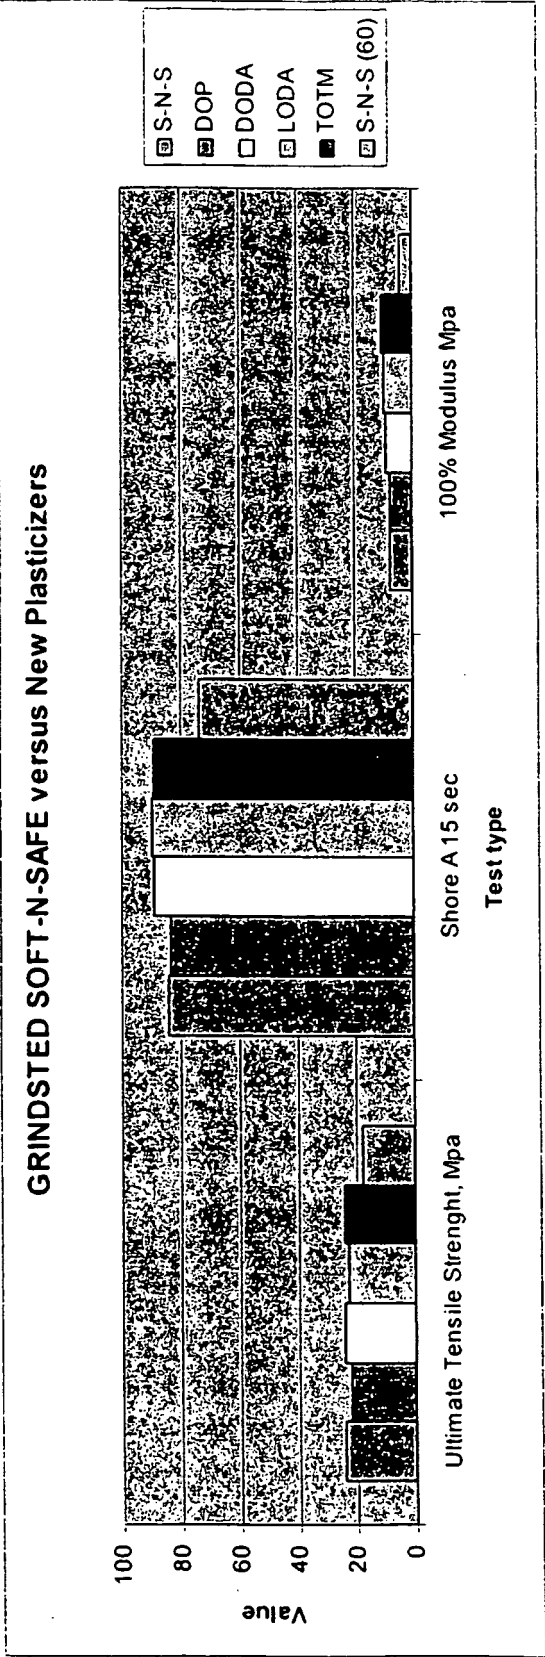 GRINDSTED SOFT-N-SAFE versus New Plasticizers
Value
100
80
60
40
20
0
Ultimate Tensile Strenght, Mpa
Shore A 15 sec
100% Modulus Mpa
Test type
S-N-S
DOP
DODA
LODA
TOTM
S-N-S (60)